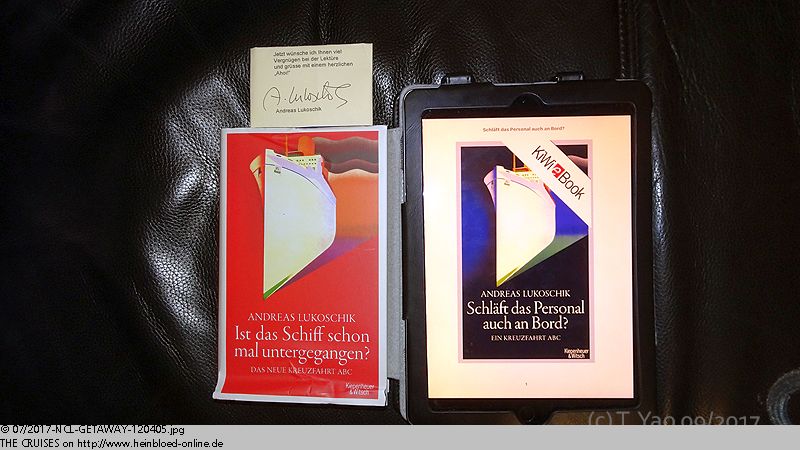 Jetzt wünsche ich Ihnen viel
Vergnügen bei der Lektüre
und grüsse mit einem herzlichen
„Ahoi!"
A. Lukoschik
Andreas Lukoschik
ANDREAS LUKOSCHIK
Ist das Schiff schon
mal untergegangen?
DAS NEUE KREUZFAHRT ABC
Kiepenheuer
& Witsch
Schläft das Personal auch an Bord?
KiWi eBook
ANDREAS LUKOSCHIK
Schläft das Personal
auch an Bord?
EIN KREUZFAHRT ABC
Kiepenheuer
& Witsch
1
(c) T. Yao 09/2017
© 07/2017-NCL-GETAWAY-120405.jpg
THE CRUISES on http://www.heinbloed-online.de